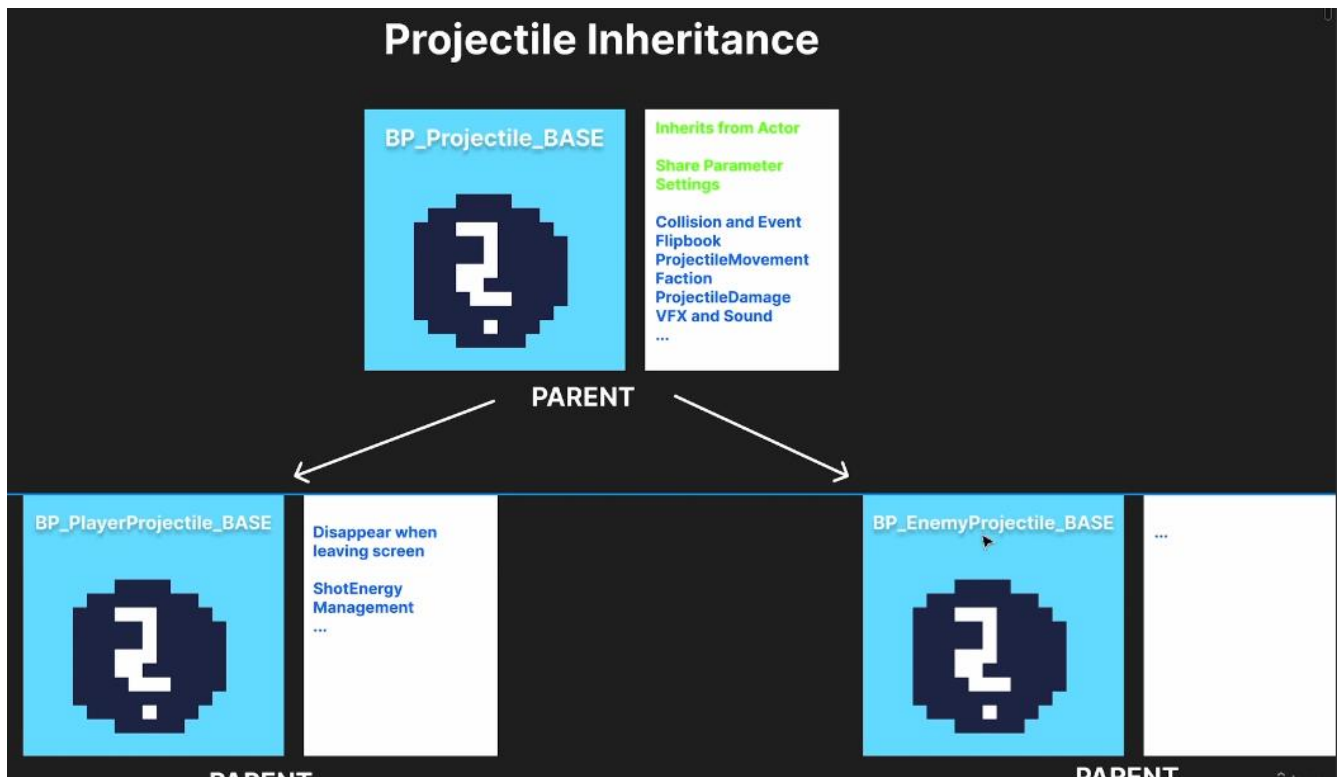 Projectile Inheritance
BP_Projectile_BASE
Inherits from Actor
Share Parameter
Settings
Collision and Event
Flipbook
ProjectileMovement
Faction
ProjectileDamage
VFX and Sound
...
PARENT
BP_PlayerProjectile_BASE
Disappear when
leaving screen
ShotEnergy
Management
...
BP_EnemyProjectile_BASE
...
PARENT
PARENT